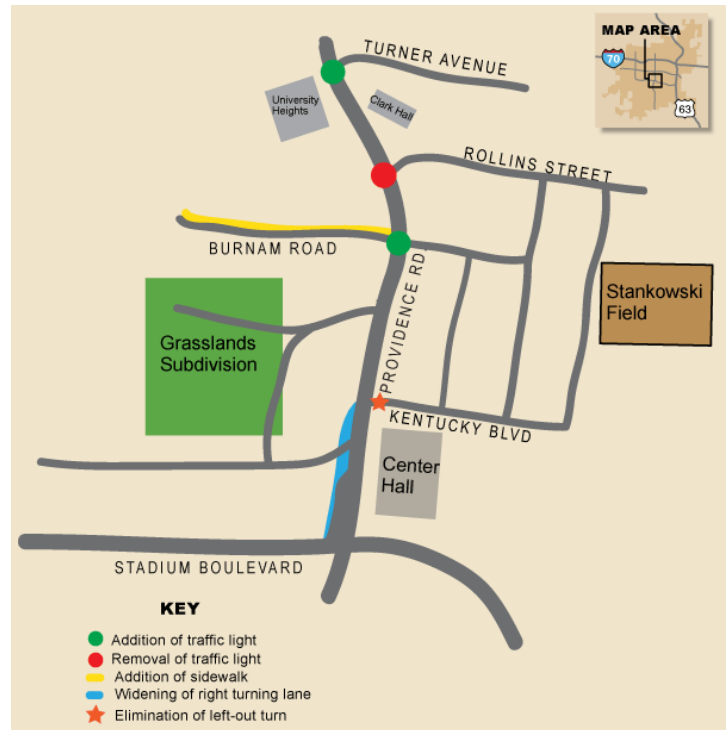 MAP AREA
70
63
TURNER AVENUE
University
Heights
Clark Hall
ROLLINS STREET
BURNAM ROAD
PROVIDENCE RD.
Stankowski
Field
Grasslands
Subdivision
KENTUCKY BLVD
Center
Hall
STADIUM BOULEVARD
KEY
Addition of traffic light
Removal of traffic light
Addition of sidewalk
Widening of right turning lane
Elimination of left-out turn